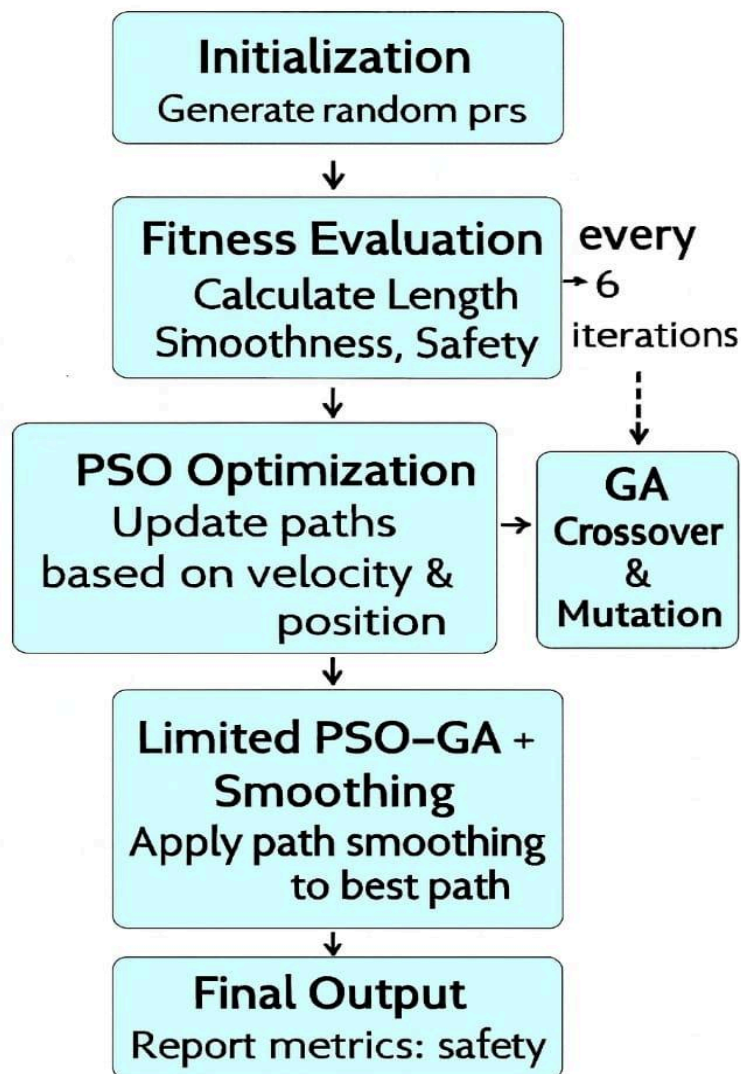 Initialization
Generate random prs
Fitness Evaluation
Calculate Length
Smoothness, Safety
every
6
iterations
PSO Optimization
Update paths
based on velocity &
position
GA
Crossover
&
Mutation
Limited PSO–GA +
Smoothing
Apply path smoothing
to best path
Final Output
Report metrics: safety